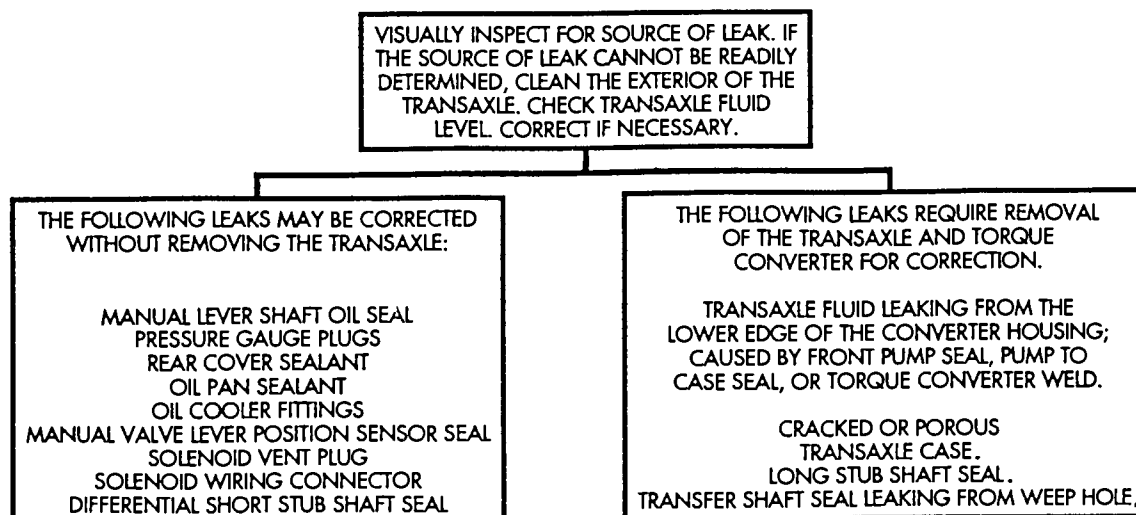 VISUALLY INSPECT FOR SOURCE OF LEAK. IF
THE SOURCE OF LEAK CANNOT BE READILY
DETERMINED, CLEAN THE EXTERIOR OF THE
TRANSAXLE. CHECK TRANSAXLE FLUID
LEVEL. CORRECT IF NECESSARY.
THE FOLLOWING LEAKS MAY BE CORRECTED
WITHOUT REMOVING THE TRANSAXLE:
MANUAL LEVER SHAFT OIL SEAL
PRESSURE GAUGE PLUGS
REAR COVER SEALANT
OIL PAN SEALANT
OIL COOLER FITTINGS
MANUAL VALVE LEVER POSITION SENSOR SEAL
SOLENOID VENT PLUG
SOLENOID WIRING CONNECTOR
DIFFERENTIAL SHORT STUB SHAFT SEAL
THE FOLLOWING LEAKS REQUIRE REMOVAL
OF THE TRANSAXLE AND TORQUE
CONVERTER FOR CORRECTION.
TRANSAXLE FLUID LEAKING FROM THE
LOWER EDGE OF THE CONVERTER HOUSING;
CAUSED BY FRONT PUMP SEAL, PUMP TO
CASE SEAL, OR TORQUE CONVERTER WELD.
CRACKED OR POROUS
TRANSAXLE CASE.
LONG STUB SHAFT SEAL.
TRANSFER SHAFT SEAL LEAKING FROM WEEP HOLE.